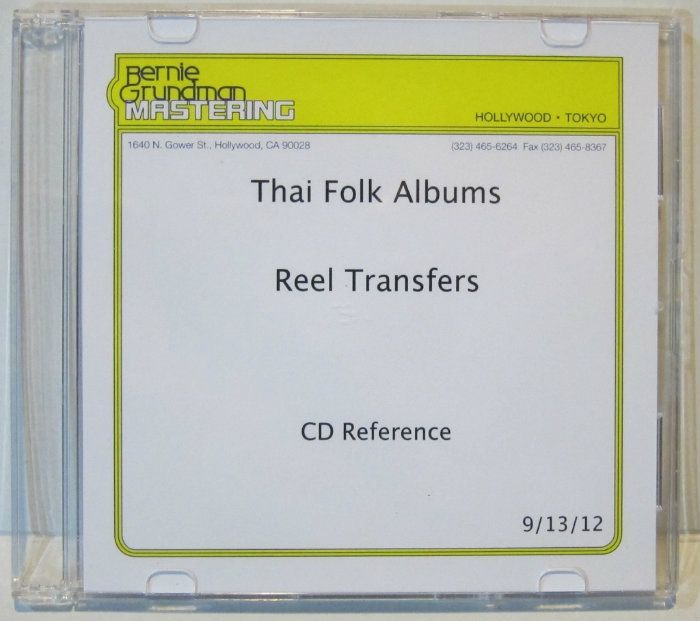 Bernie
Grundman
MASTERING
HOLLYWOOD • TOKYO
1640 N. Gower St., Hollywood, CA 90028
(323) 465-6264 Fax (323) 465-8367
Thai Folk Albums
Reel Transfers
CD Reference
9/13/12